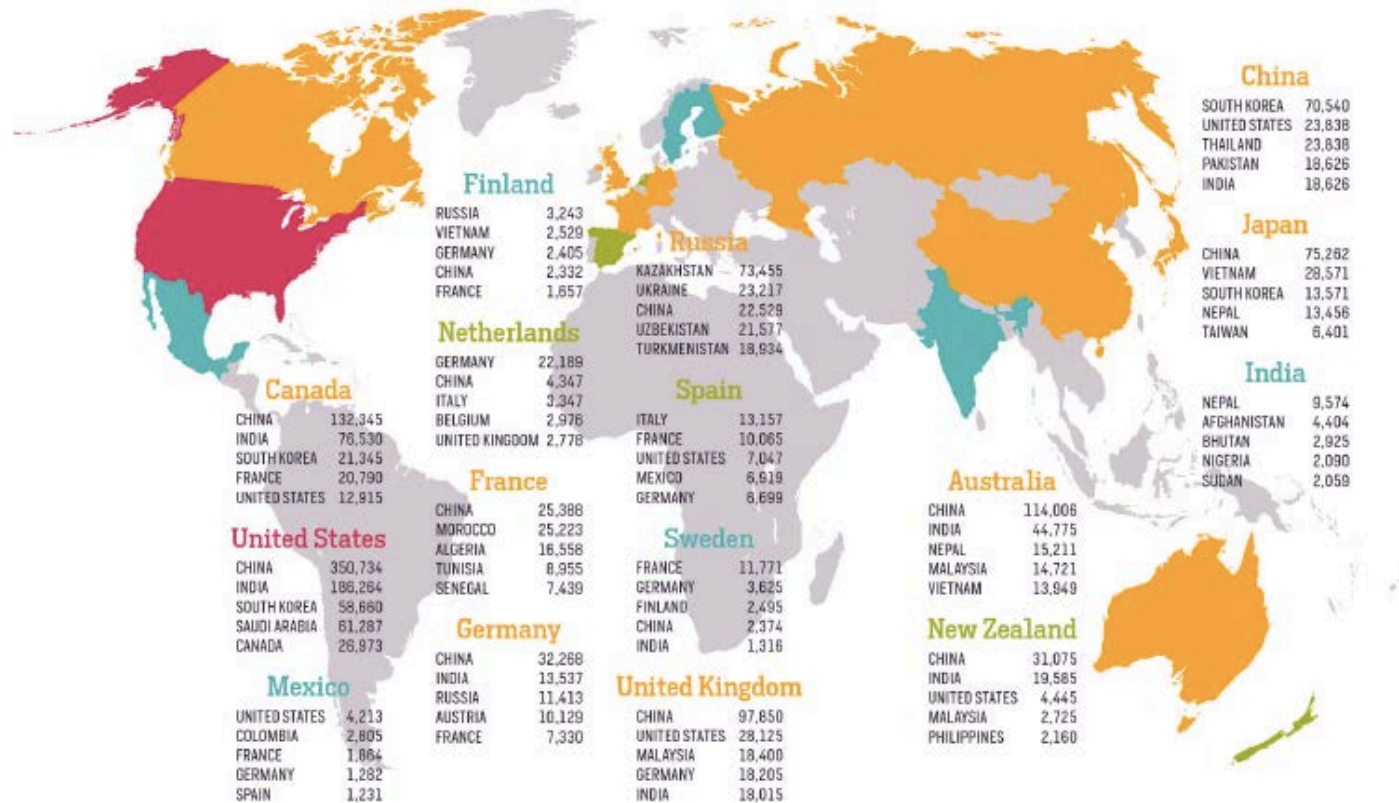 China
SOUTH KOREA 70,540
UNITED STATES 23,838
THAILAND 23,838
PAKISTAN 18,626
INDIA 18,626
Finland
RUSSIA 3,243
VIETNAM 2,529
GERMANY 2,405
CHINA 2,332
FRANCE 1,657
Russia
KAZAKHSTAN 73,455
UKRAINE 23,217
CHINA 22,529
UZBEKISTAN 21,577
TURKMENISTAN 18,934
Japan
CHINA 75,262
VIETNAM 28,571
SOUTH KOREA 13,571
NEPAL 13,456
TAIWAN 6,401
Netherlands
GERMANY 22,189
CHINA 4,347
ITALY 3,347
BELGIUM 2,976
UNITED KINGDOM 2,778
India
NEPAL 9,574
AFGHANISTAN 4,404
BHUTAN 2,925
NIGERIA 2,090
SUDAN 2,059
Canada
CHINA 132,345
INDIA 76,530
SOUTH KOREA 21,345
FRANCE 20,790
UNITED STATES 12,915
Spain
ITALY 13,157
FRANCE 10,065
UNITED STATES 7,047
MEXICO 6,919
GERMANY 6,699
France
CHINA 25,388
MOROCCO 25,223
ALGERIA 16,558
TUNISIA 8,955
SENEGAL 7,439
Australia
CHINA 114,006
INDIA 44,775
NEPAL 15,211
MALAYSIA 14,721
VIETNAM 13,949
United States
CHINA 350,734
INDIA 186,264
SOUTH KOREA 58,660
SAUDI ARABIA 61,287
CANADA 26,973
Sweden
FRANCE 11,771
GERMANY 3,625
FINLAND 2,495
CHINA 2,374
INDIA 1,316
Germany
CHINA 32,268
INDIA 13,537
RUSSIA 11,413
AUSTRIA 10,129
FRANCE 7,330
New Zealand
CHINA 31,075
INDIA 19,585
UNITED STATES 4,445
MALAYSIA 2,725
PHILIPPINES 2,160
Mexico
UNITED STATES 4,213
COLOMBIA 2,805
FRANCE 1,864
GERMANY 1,282
SPAIN 1,231
United Kingdom
CHINA 97,850
UNITED STATES 28,125
MALAYSIA 18,400
GERMANY 18,205
INDIA 18,015